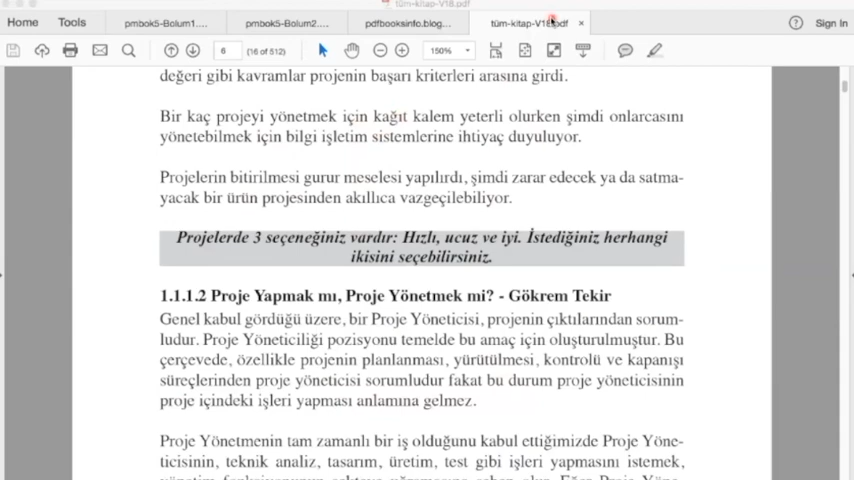 tüm-kitap-V18.pdf
Home Tools pmbok5-Bolum1.... pmbok5-Bolum2.... pdfbooksinfo.blog... tüm-kitap-V18.pdf × ? Sign In
6 (16 of 512) 150%
değeri gibi kavramlar projenin başarı kriterleri arasına girdi.
Bir kaç projeyi yönetmek için kağıt kalem yeterli olurken şimdi onlarcasını
yönetebilmek için bilgi işletim sistemlerine ihtiyaç duyuluyor.
Projelerin bitirilmesi gurur meselesi yapılırdı, şimdi zarar edecek ya da satma-
yacak bir ürün projesinden akıllıca vazgeçilebiliyor.
Projelerde 3 seçeneğiniz vardır: Hızlı, ucuz ve iyi. İstediğiniz herhangi
ikisini seçebilirsiniz.
1.1.1.2 Proje Yapmak mı, Proje Yönetmek mi? - Gökrem Tekir
Genel kabul gördüğü üzere, bir Proje Yöneticisi, projenin çıktılarından sorum-
ludur. Proje Yöneticiliği pozisyonu temelde bu amaç için oluşturulmuştur. Bu
çerçevede, özellikle projenin planlanması, yürütülmesi, kontrolü ve kapanışı
süreçlerinden proje yöneticisi sorumludur fakat bu durum proje yöneticisinin
proje içindeki işleri yapması anlamına gelmez.
Proje Yönetmenin tam zamanlı bir iş olduğunu kabul ettiğimizde Proje Yöne-
ticisinin, teknik analiz, tasarım, üretim, test gibi işleri yapmasını istemek,